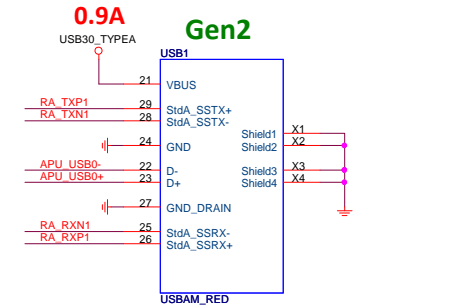 0.9A
Gen2
USB30_TYPEA
USB1
21 VBUS
RA_TXP1 29 StdA_SSTX+
RA_TXN1 28 StdA_SSTX-
Shield1 X1
24 GND Shield2 X2
APU_USB0- 22 D- Shield3 X3
APU_USB0+ 23 D+ Shield4 X4
27 GND_DRAIN
RA_RXN1 25 StdA_SSRX-
RA_RXP1 26 StdA_SSRX+
USBAM_RED